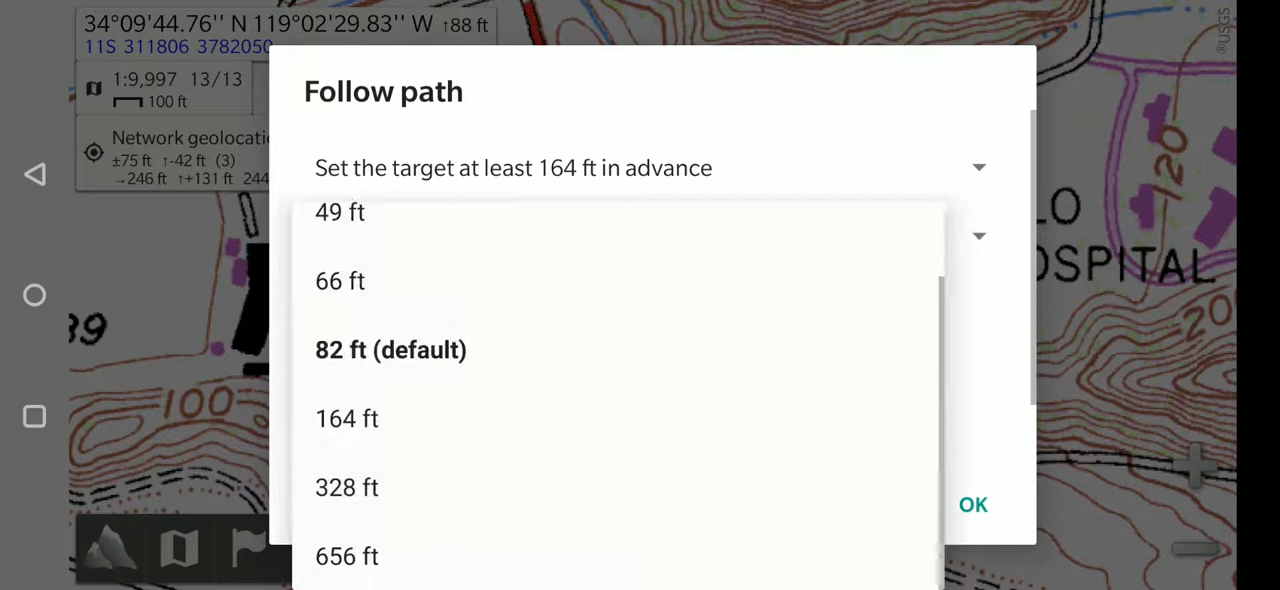 34°09'44.76'' N 119°02'29.83'' W ↑88 ft
11S 311806 3782050
1:9,997 13/13
100 ft
Network geolocati
±75 ft ↑-42 ft (3)
→246 ft ↑+131 ft 244
©USGS
Follow path
Set the target at least 164 ft in advance
49 ft
66 ft
82 ft (default)
164 ft
328 ft
656 ft
OK
120
LO
OSPITAL
20
39
100